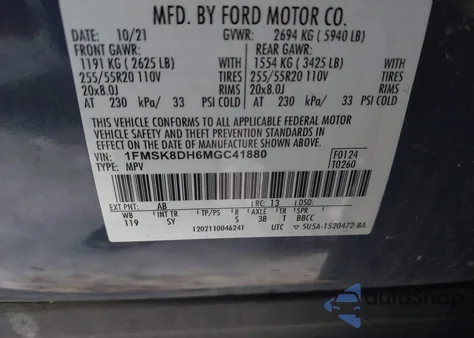 MFD. BY FORD MOTOR CO.
DATE: 10/21 GVWR: 2694 KG ( 5940 LB)
FRONT GAWR: REAR GAWR:
1191 KG ( 2625 LB) WITH 1554 KG ( 3425 LB) WITH
255/55R20 110V TIRES 255/55R20 110V TIRES
20x8.0J RIMS 20x8.0J RIMS
AT 230 kPa/ 33 PSI COLD AT 230 kPa/ 33 PSI COLD
THIS VEHICLE CONFORMS TO ALL APPLICABLE FEDERAL MOTOR
VEHICLE SAFETY AND THEFT PREVENTION STANDARDS IN EFFECT ON THE DATE OF MANUFACTURE SHOWN ABOVE.
VIN: 1FMSK8DH6MGC41880 F0124
TYPE: MPV T0260
EXT PNT: AB RC: 13 DSO:
WB INT TR TP/PS R AXLE TR SPR
119 SY S 3B T BBCC
1202110046241 UTC SU5A-1520472-BA
autoshop